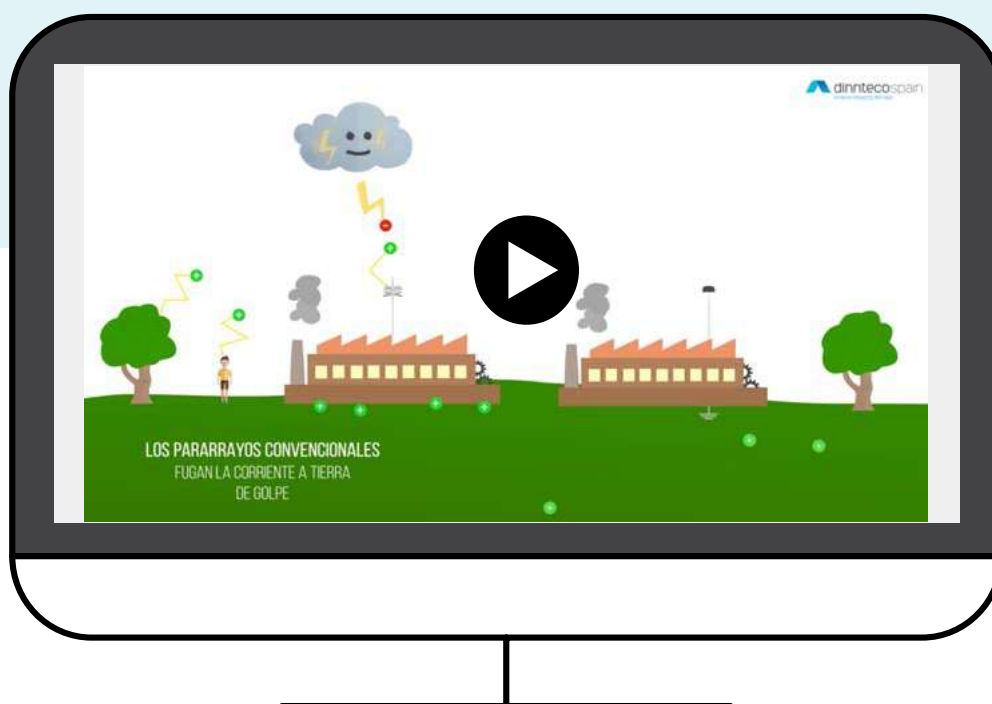 dinntecospain
LOS PARARRAYOS CONVENCIONALES
FUGAN LA CORRIENTE A TIERRA
DE GOLPE